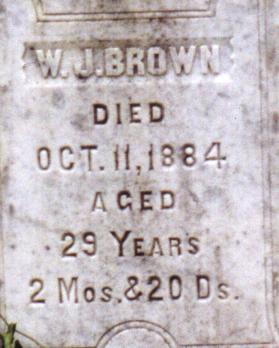 W. J. BROWN
DIED
OCT. 11, 1884
AGED
29 YEARS
2 Mos. & 20 Ds.